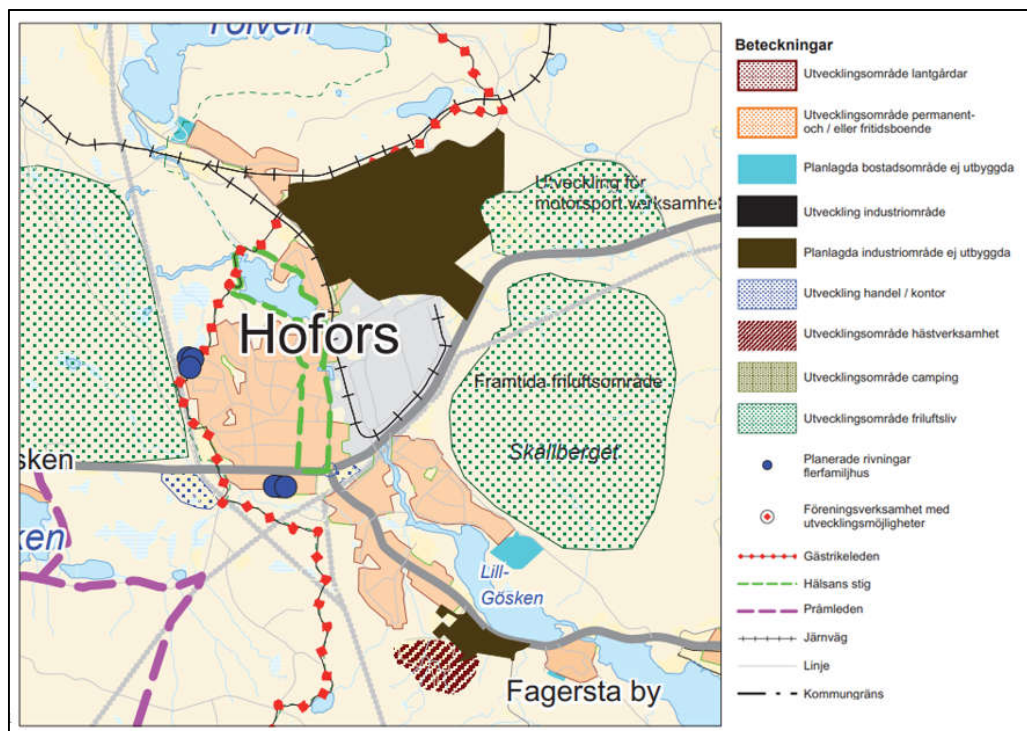 Tolven
Utveckling för
motorsport verksamhet
Hofors
Framtida friluftsområde
Skallberget
sken
ken
Lill-
Gösken
Fagersta by
Beteckningar
Utvecklingsområde lantgårdar
Utvecklingsområde permanent-
och / eller fritidsboende
Planlagda bostadsområde ej utbyggda
Utveckling industriområde
Planlagda industriområde ej utbyggda
Utveckling handel / kontor
Utvecklingsområde hästverksamhet
Utvecklingsområde camping
Utvecklingsområde friluftsliv
Planerade rivningar
flerfamiljhus
Föreningsverksamhet med
utvecklingsmöjligheter
Gästrikeleden
Hälsans stig
Prämleden
Järnväg
Linje
Kommungräns